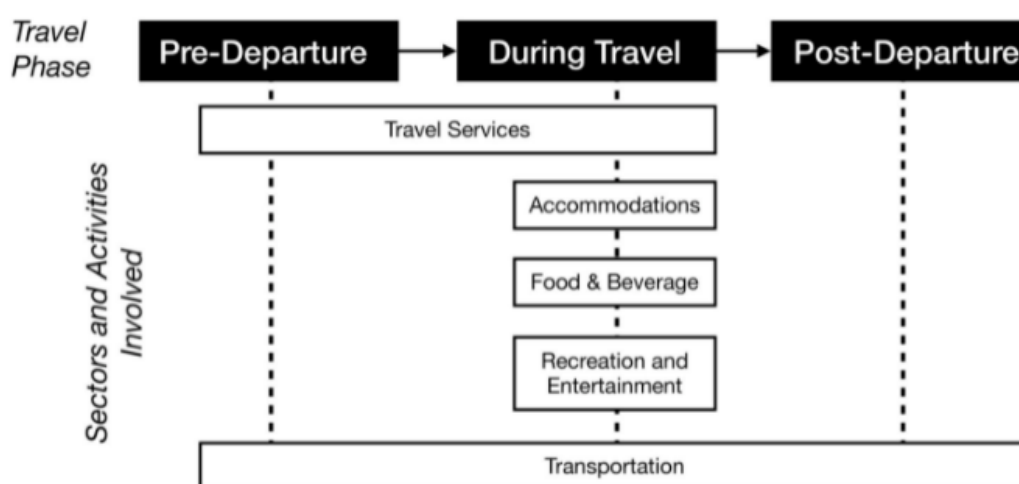 Travel
Phase
Pre-Departure
During Travel
Post-Departure
Sectors and Activities
Involved
Travel Services
Accommodations
Food & Beverage
Recreation and
Entertainment
Transportation